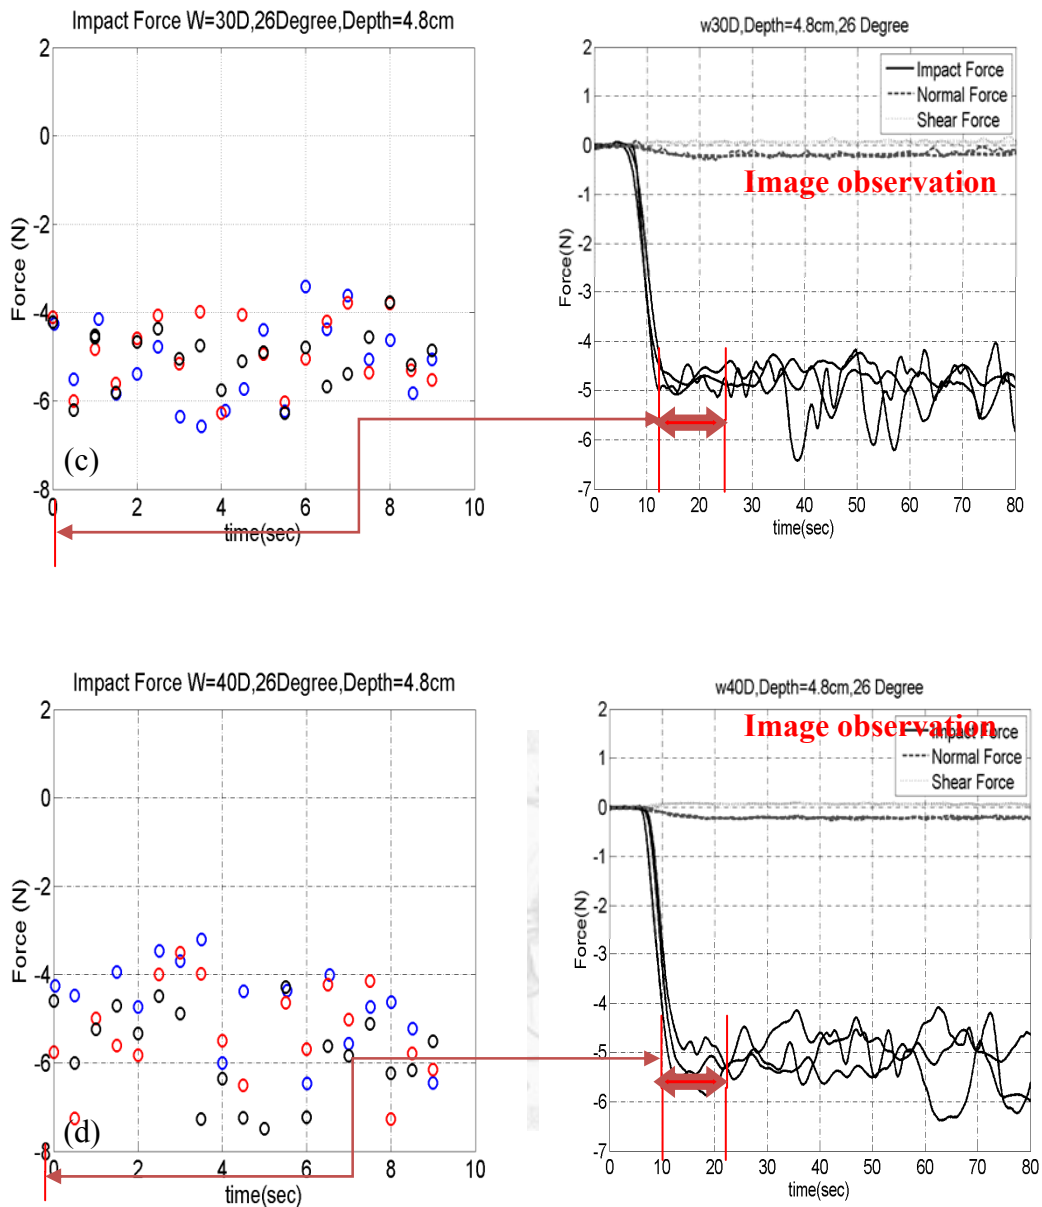 Impact Force W=30D,26Degree,Depth=4.8cm
2
0
-2
-4
-6
-8
Force (N)
(c)
0 2 4 6 8 10
time(sec)
w30D,Depth=4.8cm,26 Degree
2
1
0
-1
-2
-3
-4
-5
-6
-7
Force(N)
Impact Force
Normal Force
Shear Force
Image observation
0 10 20 30 40 50 60 70 80
time(sec)
Impact Force W=40D,26Degree,Depth=4.8cm
2
0
-2
-4
-6
-8
Force (N)
(d)
0 2 4 6 8 10
time(sec)
w40D,Depth=4.8cm,26 Degree
2
1
0
-1
-2
-3
-4
-5
-6
-7
Force(N)
Image observation
Impact Force
Normal Force
Shear Force
0 10 20 30 40 50 60 70 80
time(sec)